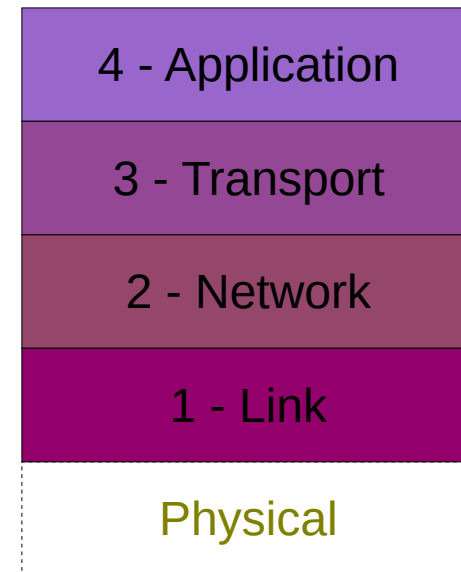 4 - Application
3 - Transport
2 - Network
1 - Link
Physical